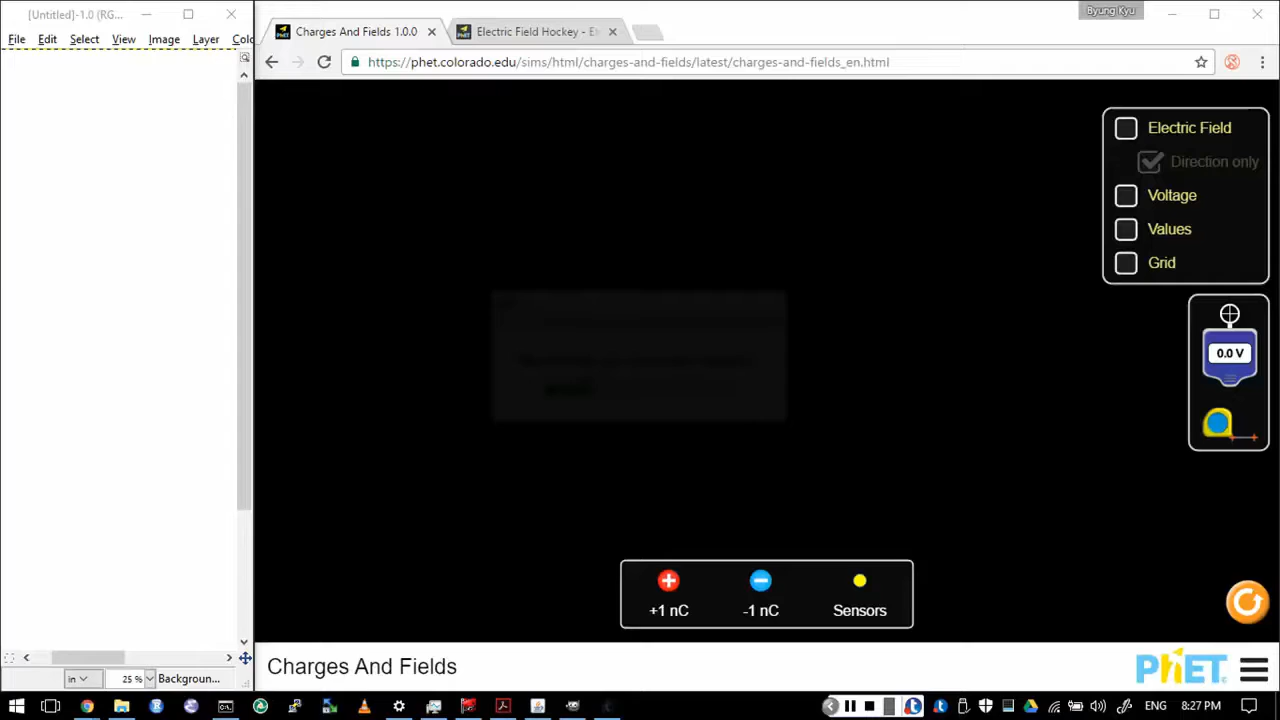 [Untitled]-1.0 (RG...
File Edit Select View Image Layer Colo
in
25 %
Backgroun...
Charges And Fields 1.0.0
Electric Field Hockey - E
Byung Kyu
https://phet.colorado.edu/sims/html/charges-and-fields/latest/charges-and-fields_en.html
Electric Field
Direction only
Voltage
Values
Grid
0.0 V
+1 nC
-1 nC
Sensors
Charges And Fields
PhET
ENG
8:27 PM